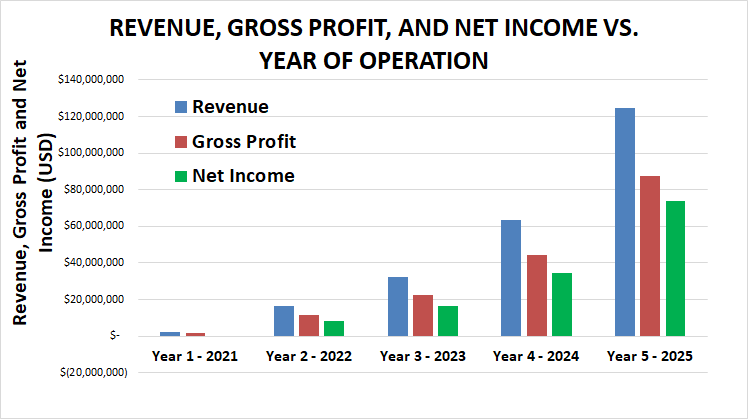 REVENUE, GROSS PROFIT, AND NET INCOME VS.
YEAR OF OPERATION
Revenue, Gross Profit and Net
Income (USD)
$140,000,000
$120,000,000
$100,000,000
$80,000,000
$60,000,000
$40,000,000
$20,000,000
$-
$(20,000,000)
Revenue
Gross Profit
Net Income
Year 1 - 2021
Year 2 - 2022
Year 3 - 2023
Year 4 - 2024
Year 5 - 2025